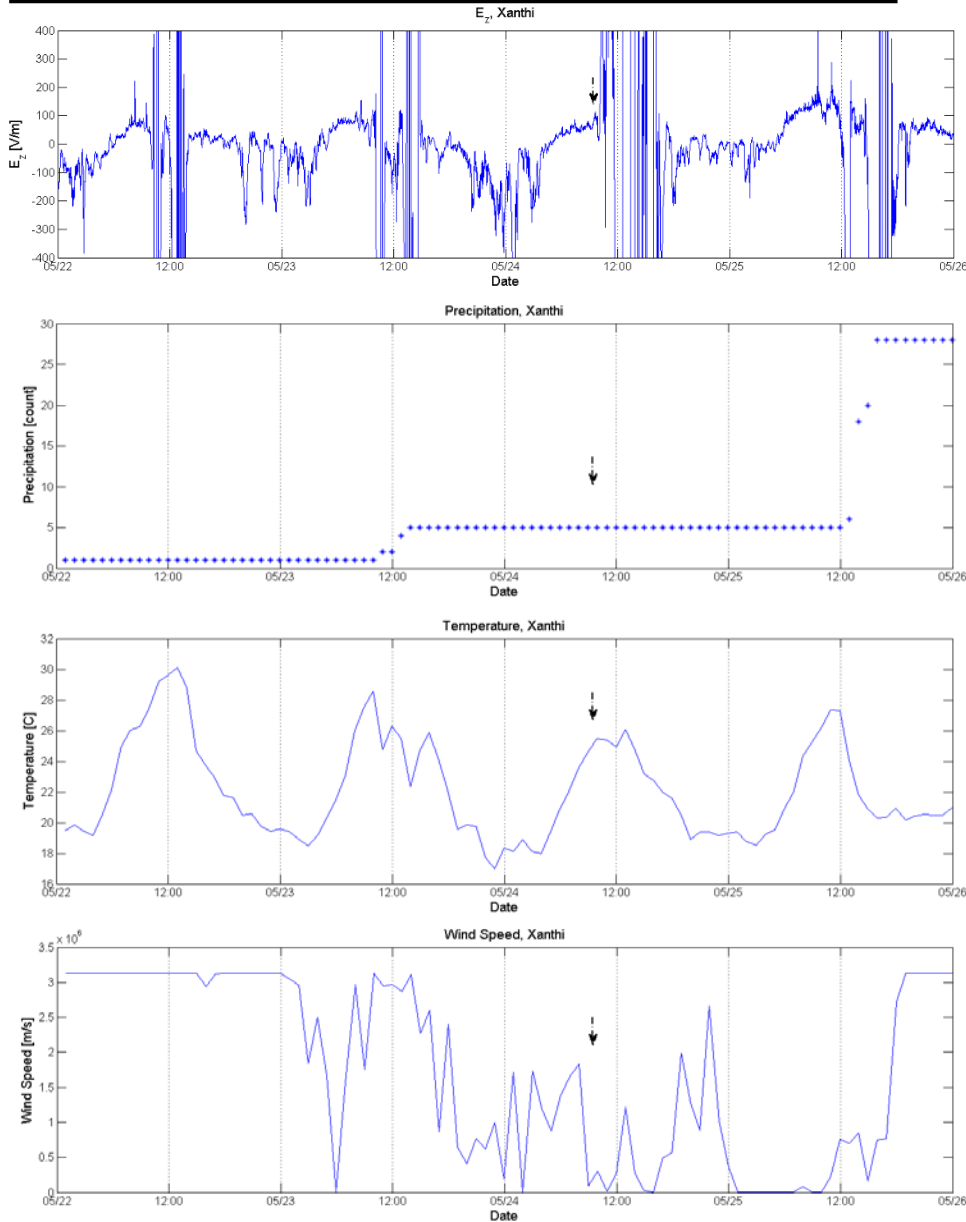 E_z, Xanthi
400
300
200
100
0
-100
-200
-300
-400
E_z [V/m]
05/22 12:00 05/23 12:00 05/24 12:00 05/25 12:00 05/26
Date
Precipitation, Xanthi
30
25
20
15
10
5
0
Precipitation [count]
05/22 12:00 05/23 12:00 05/24 12:00 05/25 12:00 05/26
Date
Temperature, Xanthi
32
30
28
26
24
22
20
18
16
Temperature [C]
05/22 12:00 05/23 12:00 05/24 12:00 05/25 12:00 05/26
Date
Wind Speed, Xanthi
× 10^6
3.5
3
2.5
2
1.5
1
0.5
0
Wind Speed [m/s]
05/22 12:00 05/23 12:00 05/24 12:00 05/25 12:00 05/26
Date